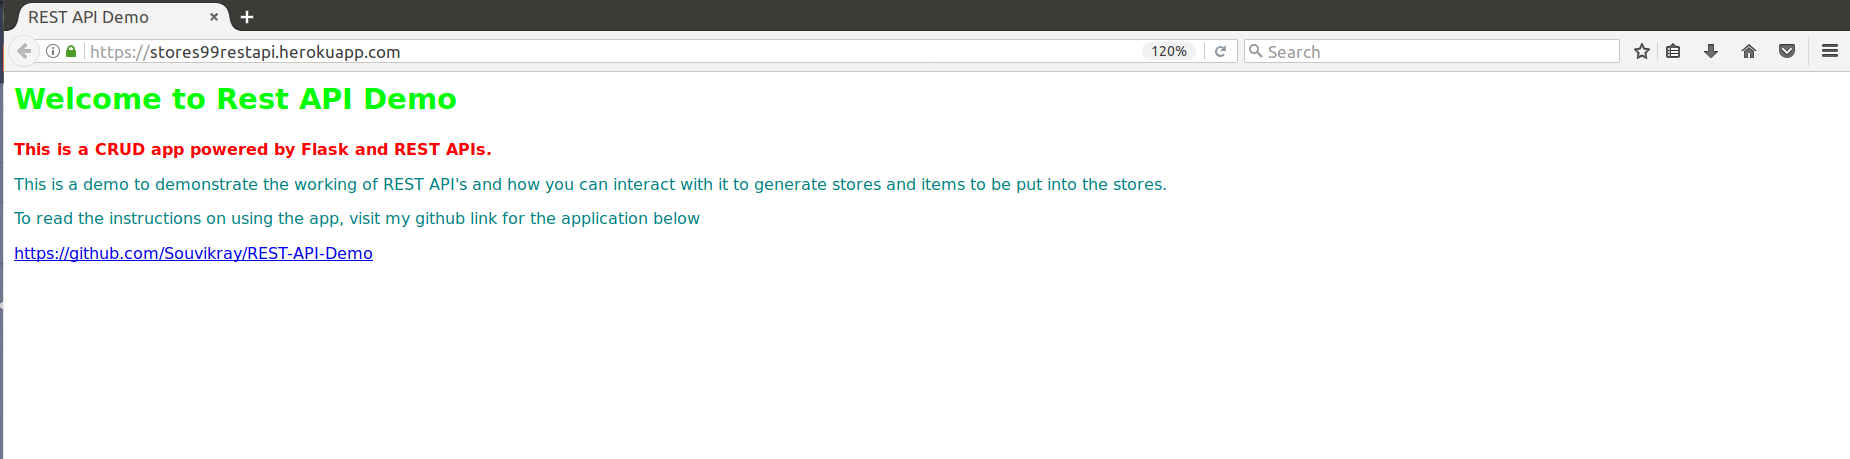 REST API Demo
https://stores99restapi.herokuapp.com
120%
Search
Welcome to Rest API Demo
This is a CRUD app powered by Flask and REST APIs.
This is a demo to demonstrate the working of REST API's and how you can interact with it to generate stores and items to be put into the stores.
To read the instructions on using the app, visit my github link for the application below
https://github.com/Souvikray/REST-API-Demo